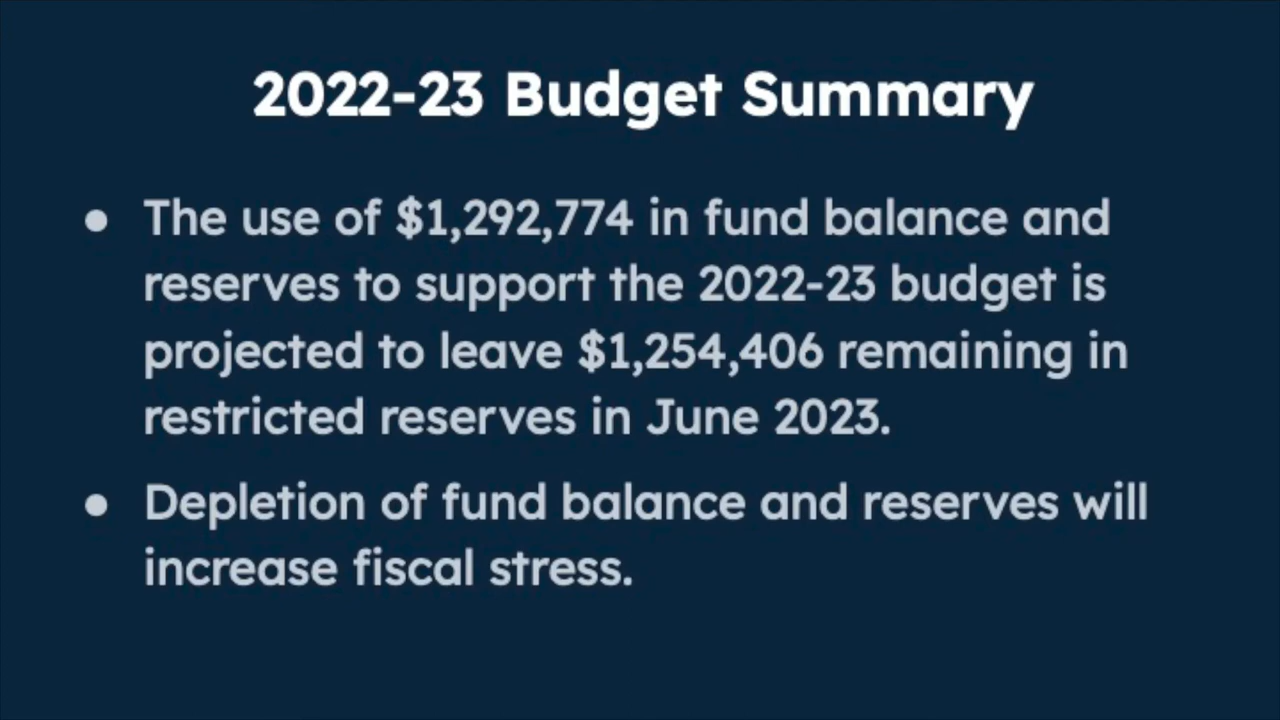 2022-23 Budget Summary
● The use of $1,292,774 in fund balance and
reserves to support the 2022-23 budget is
projected to leave $1,254,406 remaining in
restricted reserves in June 2023.
● Depletion of fund balance and reserves will
increase fiscal stress.